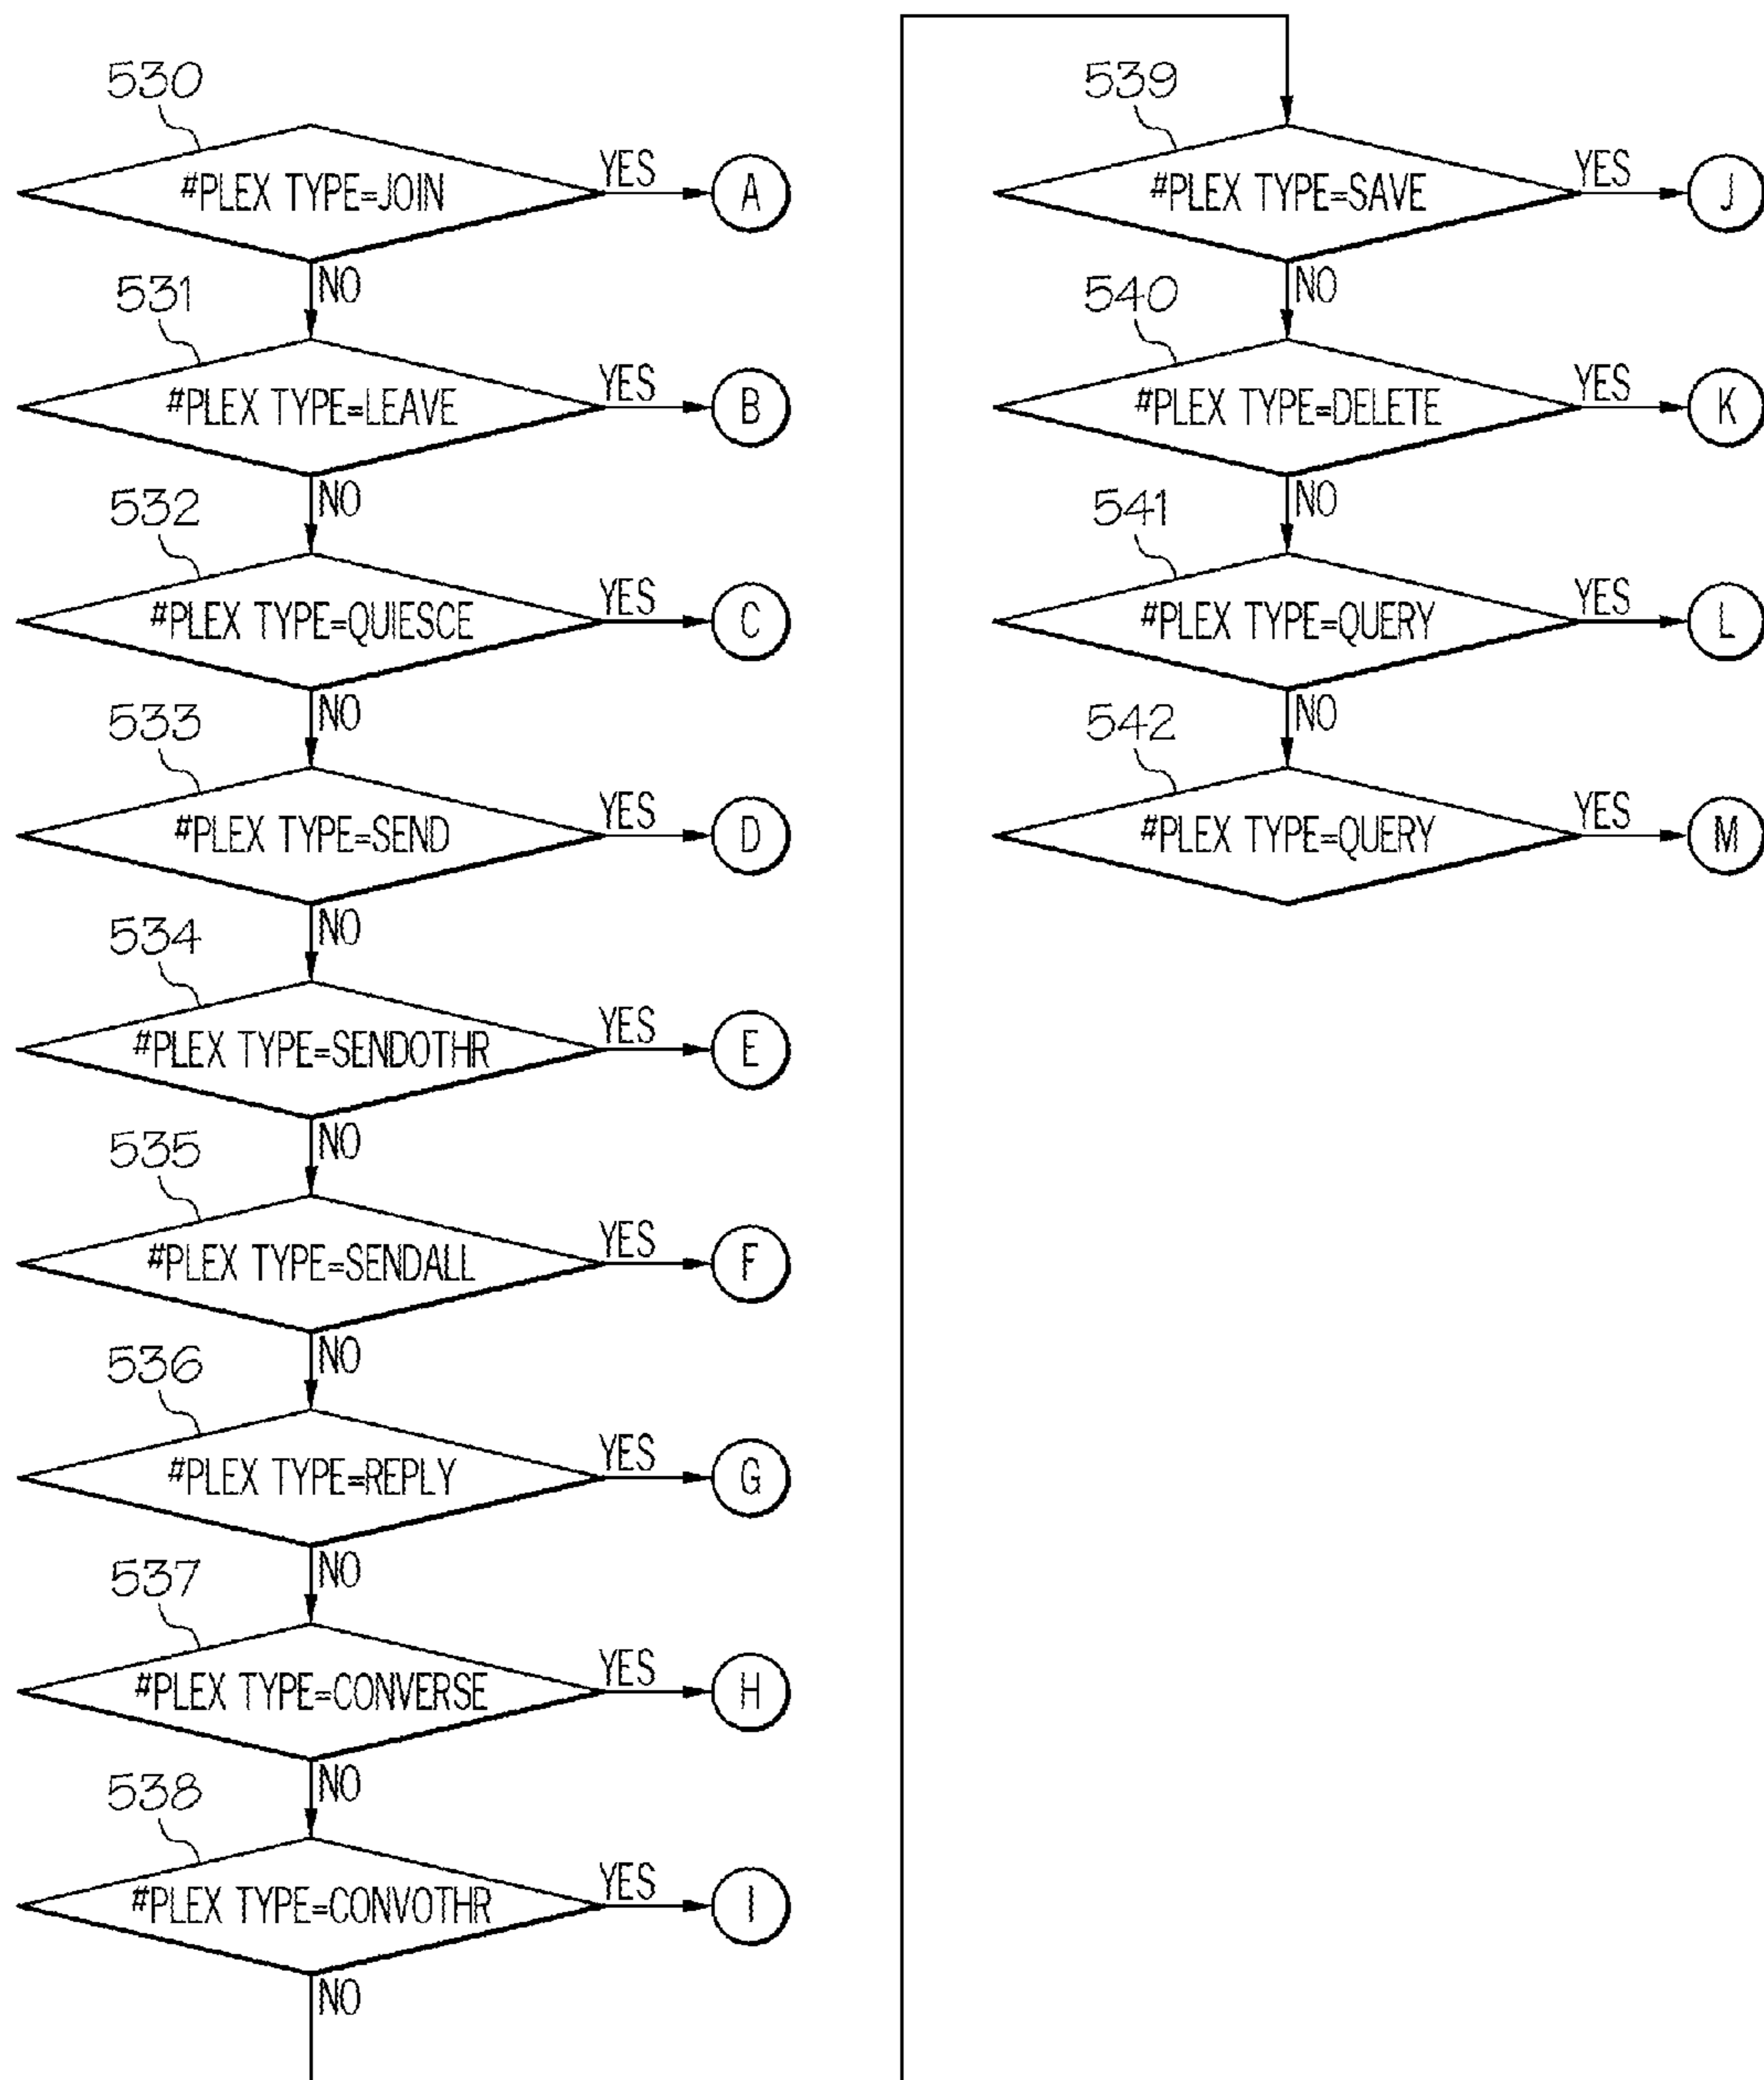 530
#PLEX TYPE=JOIN
YES
A
NO
531
#PLEX TYPE=LEAVE
YES
B
NO
532
#PLEX TYPE=QUIESCE
YES
C
NO
533
#PLEX TYPE=SEND
YES
D
NO
534
#PLEX TYPE=SENDOTHR
YES
E
NO
535
#PLEX TYPE=SENDALL
YES
F
NO
536
#PLEX TYPE=REPLY
YES
G
NO
537
#PLEX TYPE=CONVERSE
YES
H
NO
538
#PLEX TYPE=CONVOTHR
YES
I
NO
539
#PLEX TYPE=SAVE
YES
J
NO
540
#PLEX TYPE=DELETE
YES
K
NO
541
#PLEX TYPE=QUERY
YES
L
NO
542
#PLEX TYPE=QUERY
YES
M